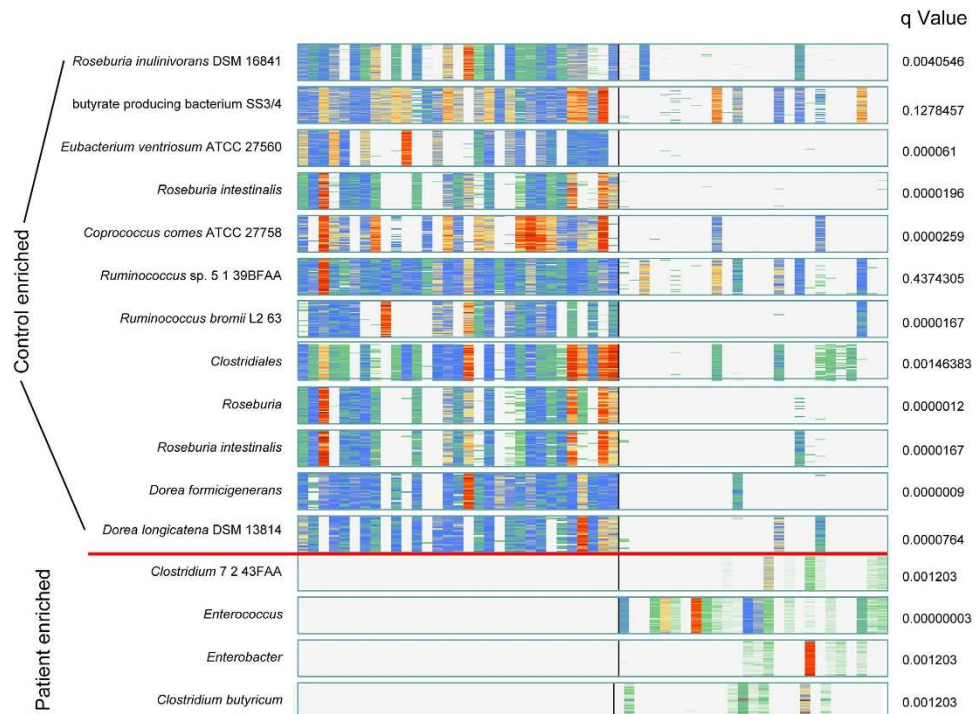 q Value
Control enriched
Roseburia inulinivorans DSM 16841 0.0040546
butyrate producing bacterium SS3/4 0.1278457
Eubacterium ventriosum ATCC 27560 0.000061
Roseburia intestinalis 0.0000196
Coprococcus comes ATCC 27758 0.0000259
Ruminococcus sp. 5 1 39BFAA 0.4374305
Ruminococcus bromii L2 63 0.0000167
Clostridiales 0.00146383
Roseburia 0.0000012
Roseburia intestinalis 0.0000167
Dorea formicigenerans 0.0000009
Dorea longicatena DSM 13814 0.0000764
Patient enriched
Clostridium 7 2 43FAA 0.001203
Enterococcus 0.00000003
Enterobacter 0.001203
Clostridium butyricum 0.001203